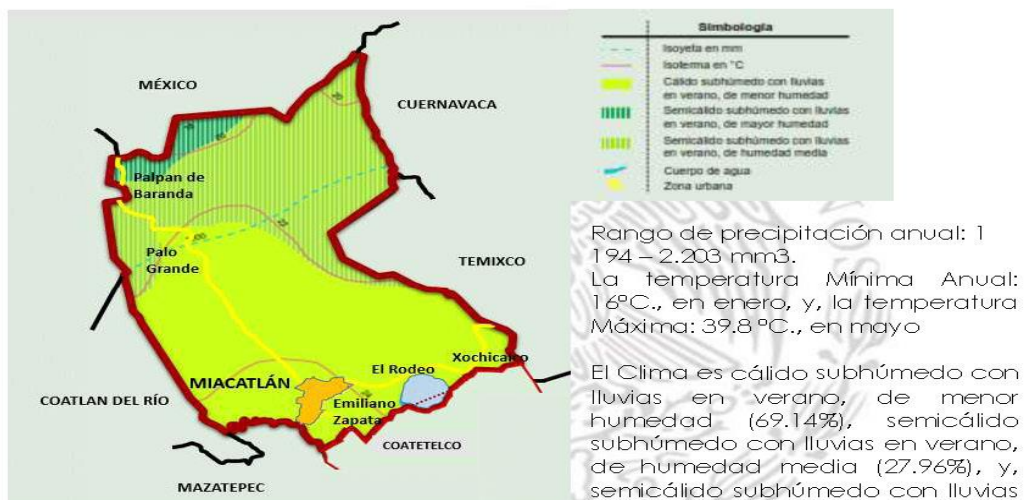 MÉXICO
CUERNAVACA
Palpan de
Baranda
Palo
Grande
TEMIXCO
Xochicalco
El Rodeo
MIACATLÁN
COATLAN DEL RÍO
Emiliano
Zapata
COATETELCO
MAZATEPEC
Simbología
Isoyeta en mm
Isoterma en °C
Cálido subhúmedo con lluvias
en verano, de menor humedad
Semicálido subhúmedo con lluvias
en verano, de mayor humedad
Semicálido subhúmedo con lluvias
en verano, de humedad media
Cuerpo de agua
Zona urbana
Rango de precipitación anual: 1
194 – 2.203 mm3.
La temperatura Mínima Anual:
16°C., en enero, y, la temperatura
Máxima: 39.8 °C., en mayo
El Clima es cálido subhúmedo con
lluvias en verano, de menor
humedad (69.14%), semicálido
subhúmedo con lluvias en verano,
de humedad media (27.96%), y,
semicálido subhúmedo con lluvias